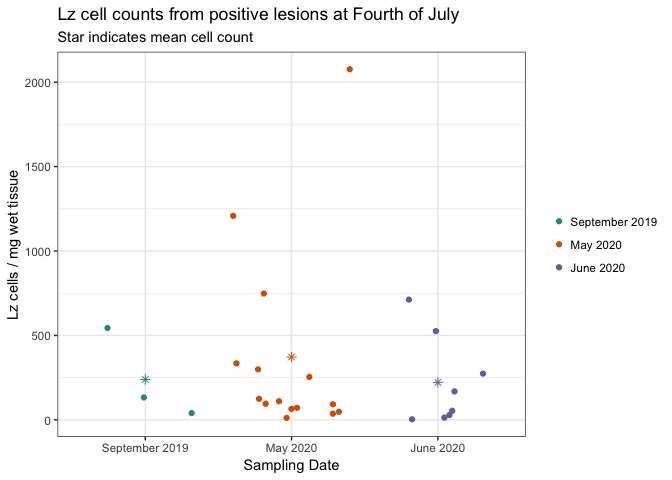 Lz cell counts from positive lesions at Fourth of July
Star indicates mean cell count
Lz cells / mg wet tissue
2000
1500
1000
500
0
September 2019
May 2020
June 2020
Sampling Date
September 2019
May 2020
June 2020